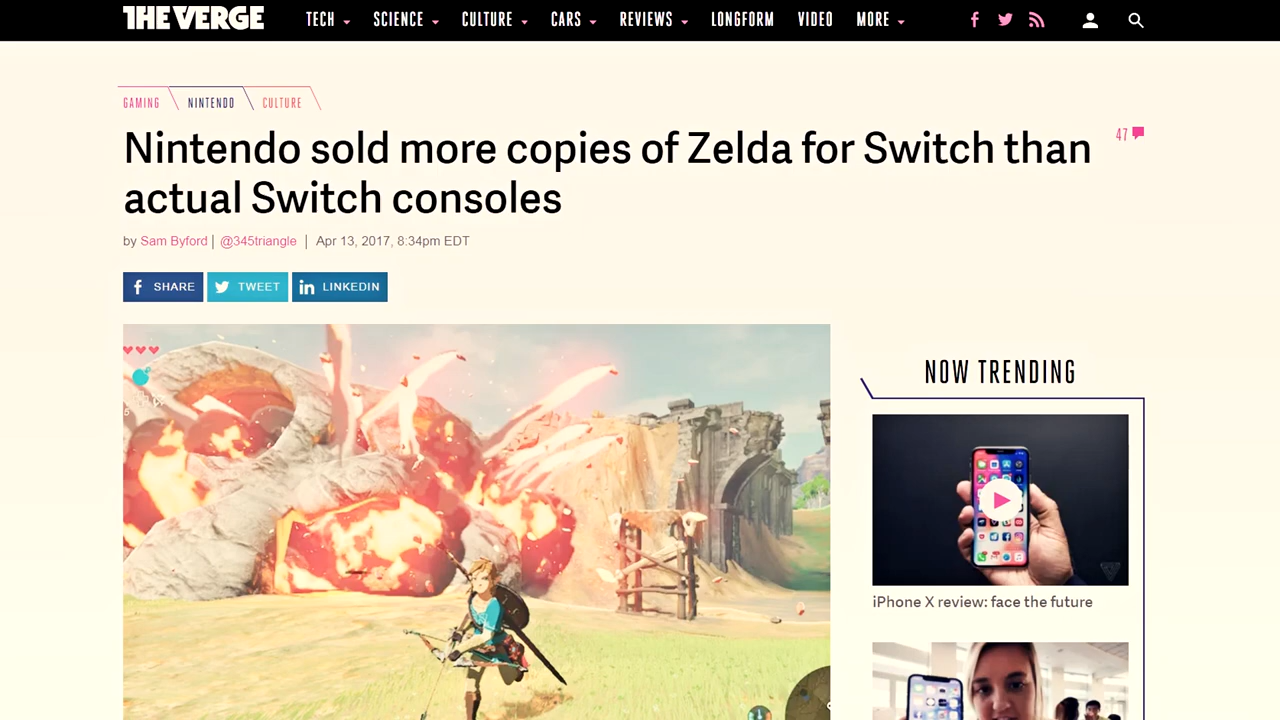 THE VERGE
TECH SCIENCE CULTURE CARS REVIEWS LONGFORM VIDEO MORE
GAMING NINTENDO CULTURE
Nintendo sold more copies of Zelda for Switch than
actual Switch consoles
47
by Sam Byford | @345triangle | Apr 13, 2017, 8:34pm EDT
SHARE TWEET LINKEDIN
NOW TRENDING
iPhone X review: face the future